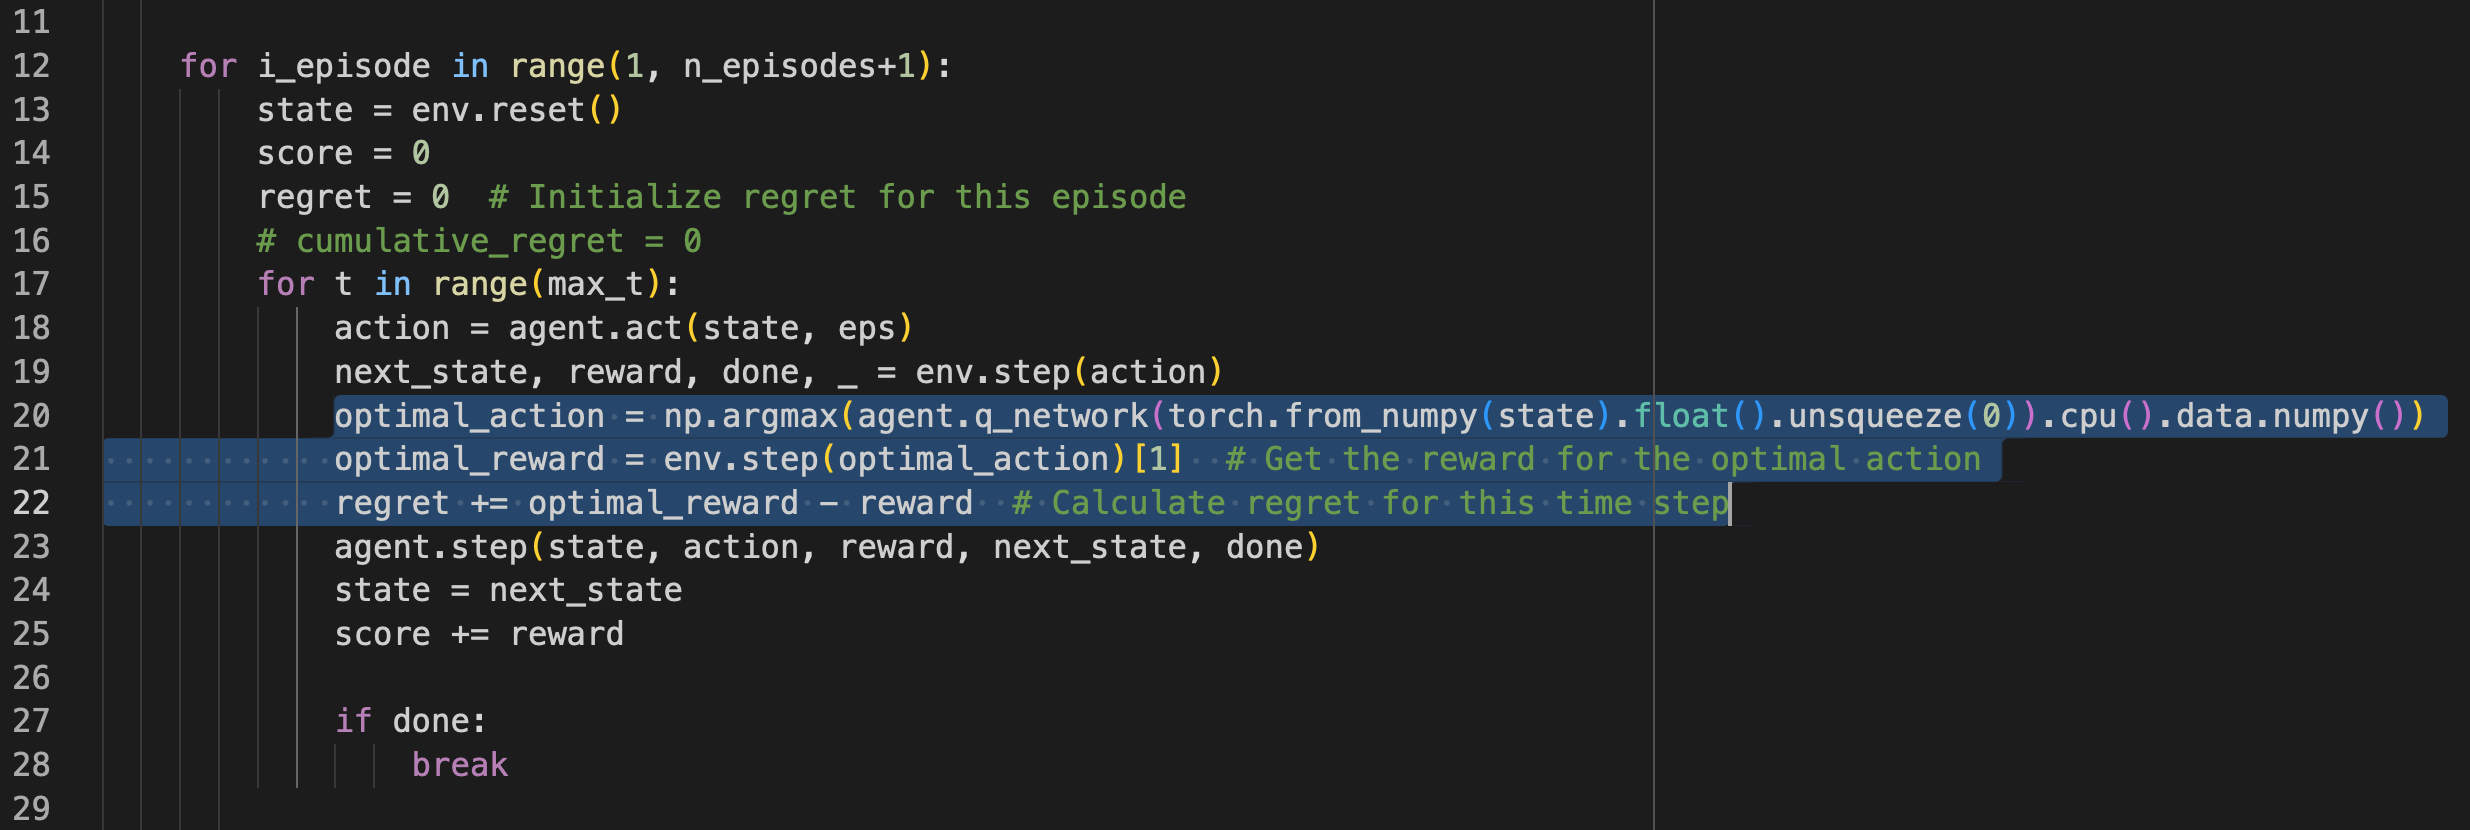 11
12 for i_episode in range(1, n_episodes+1):
13 state = env.reset()
14 score = 0
15 regret = 0  # Initialize regret for this episode
16 # cumulative_regret = 0
17 for t in range(max_t):
18 action = agent.act(state, eps)
19 next_state, reward, done, _ = env.step(action)
20 optimal_action = np.argmax(agent.q_network(torch.from_numpy(state).float().unsqueeze(0)).cpu().data.numpy())
21 optimal_reward = env.step(optimal_action)[1]  # Get the reward for the optimal action
22 regret += optimal_reward - reward  # Calculate regret for this time step
23 agent.step(state, action, reward, next_state, done)
24 state = next_state
25 score += reward
26
27 if done:
28 break
29